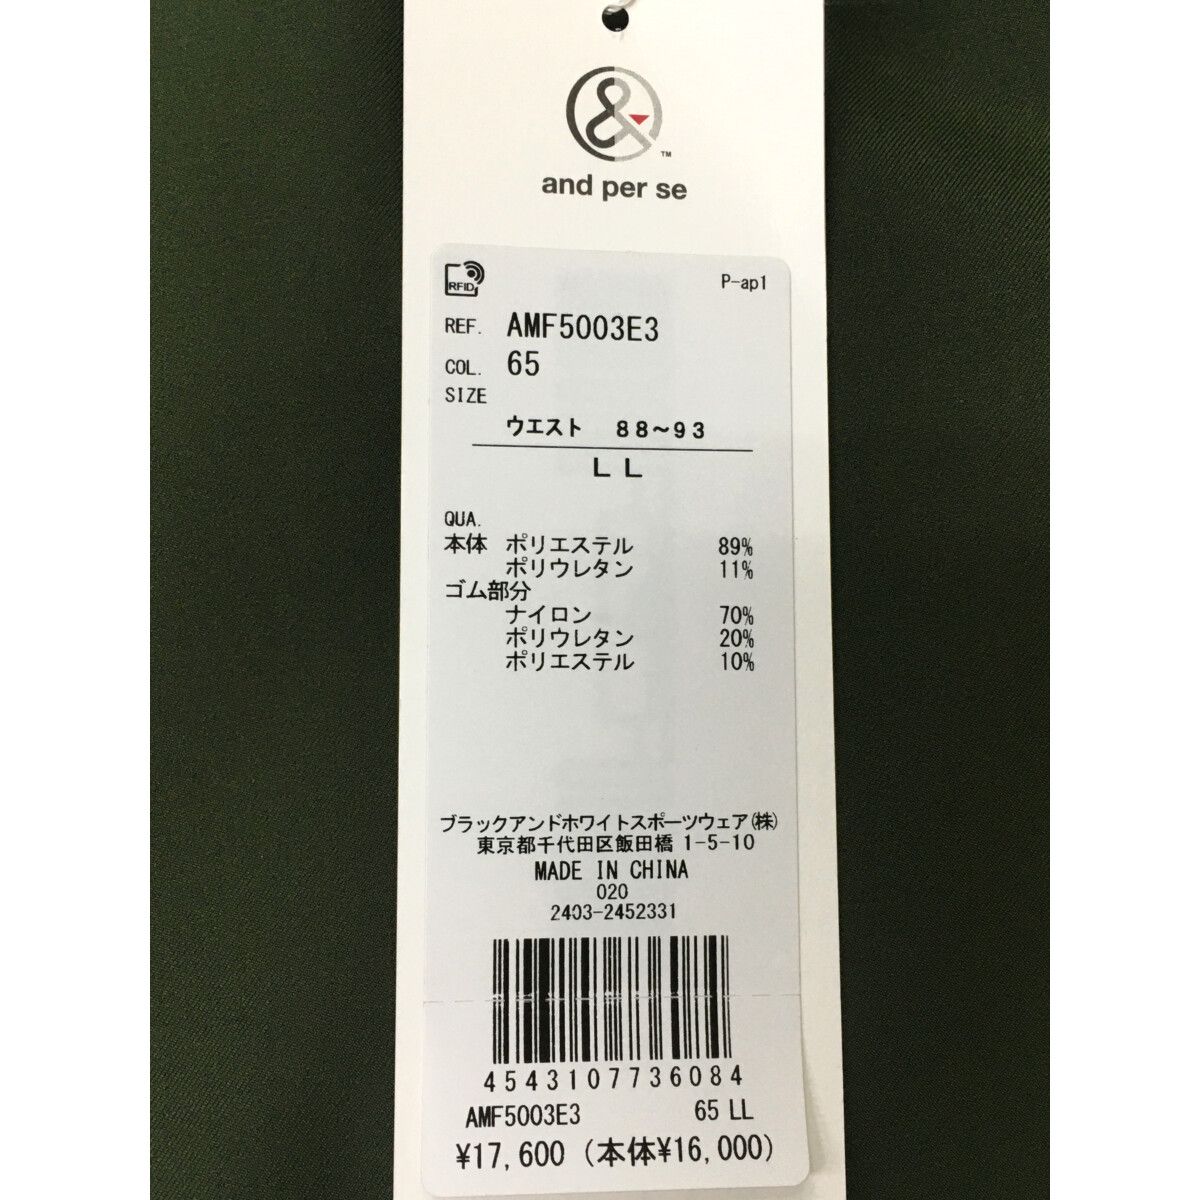 &
TM
and per se
RFID
P-ap1
REF. AMF5003E3
COL. 65
SIZE
ウエスト 88~93
LL
QUA.
本体 ポリエステル 89%
ポリウレタン 11%
ゴム部分
ナイロン 70%
ポリウレタン 20%
ポリエステル 10%
ブラックアンドホワイトスポーツウェア(株)
東京都千代田区飯田橋 1-5-10
MADE IN CHINA
020
2403-2452331
4543107736084
AMF5003E3 65 LL
¥17,600 (本体¥16,000)